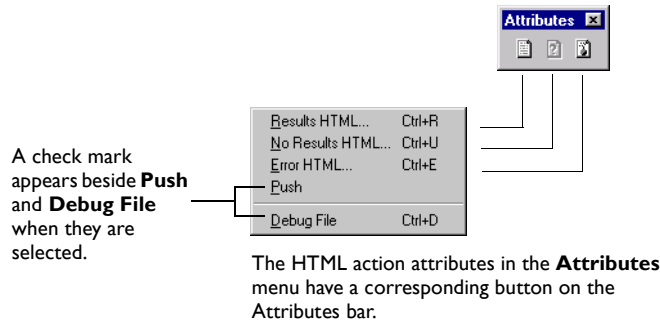 Attributes
Results HTML... Ctrl+R
No Results HTML... Ctrl+U
Error HTML... Ctrl+E
Push
Debug File Ctrl+D
A check mark
appears beside Push
and Debug File
when they are
selected.
The HTML action attributes in the Attributes
menu have a corresponding button on the
Attributes bar.